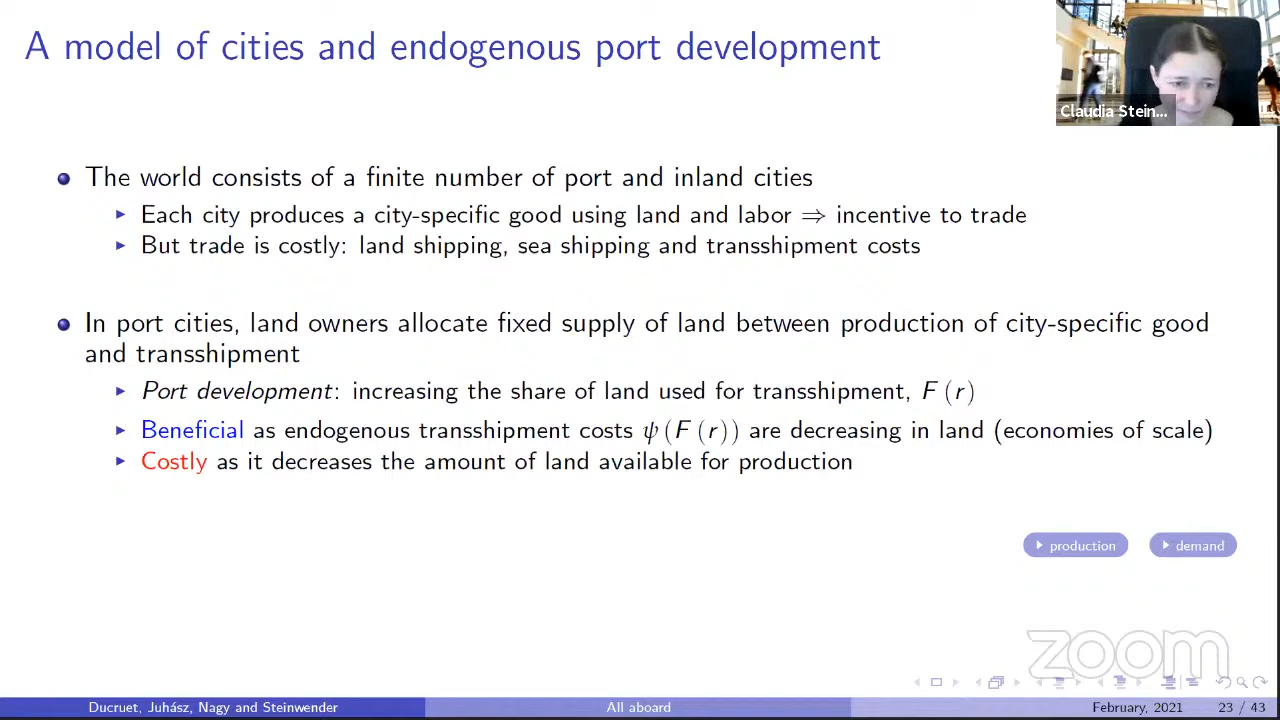 A model of cities and endogenous port development
Claudia Stein...
The world consists of a finite number of port and inland cities
Each city produces a city-specific good using land and labor ⇒ incentive to trade
But trade is costly: land shipping, sea shipping and transshipment costs
In port cities, land owners allocate fixed supply of land between production of city-specific good
and transshipment
Port development: increasing the share of land used for transshipment, F (r)
Beneficial as endogenous transshipment costs ψ (F (r)) are decreasing in land (economies of scale)
Costly as it decreases the amount of land available for production
production
demand
zoom
Ducruet, Juhász, Nagy and Steinwender
All aboard
February, 2021
23 / 43